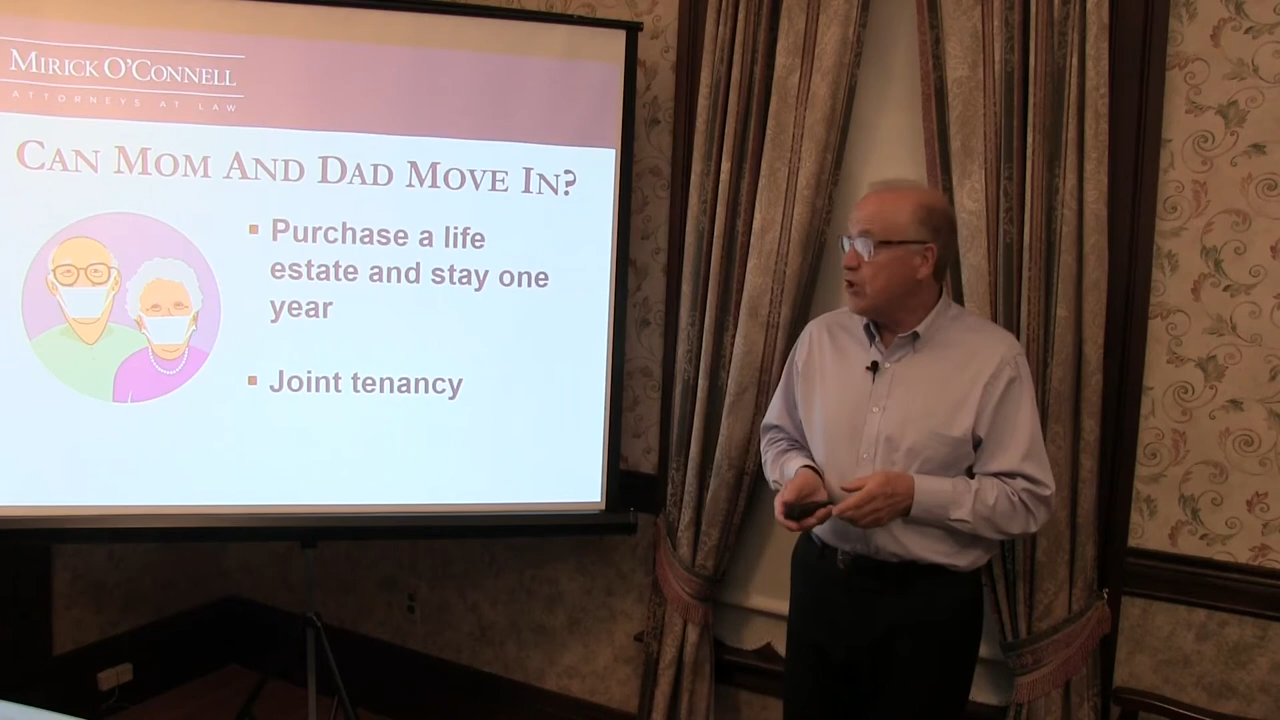 MIRICK O'CONNELL
ATTORNEYS AT LAW
CAN MOM AND DAD MOVE IN?
▪ Purchase a life
estate and stay one
year
▪ Joint tenancy